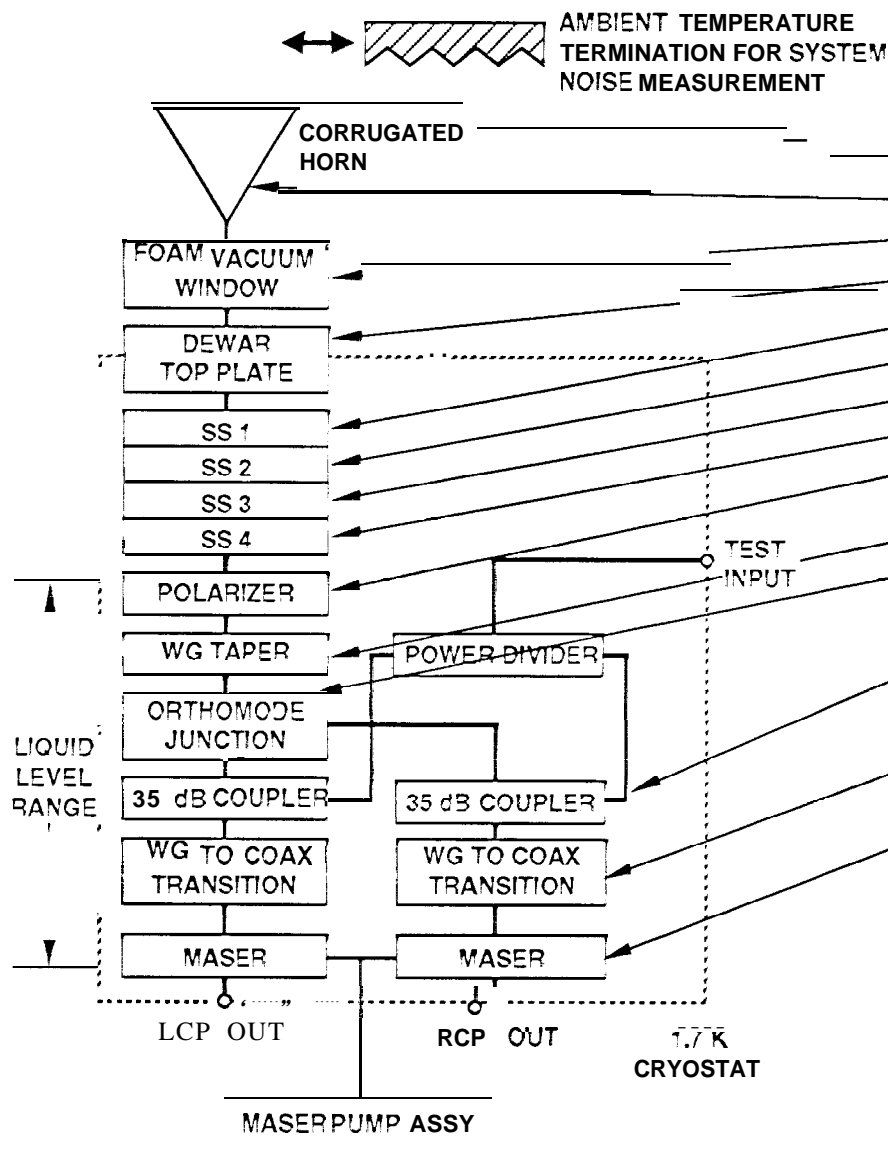 AMBIENT TEMPERATURE
TERMINATION FOR SYSTEM
NOISE MEASUREMENT
CORRUGATED
HORN
FOAM VACUUM
WINDOW
DEWAR
TOP PLATE
SS 1
SS 2
SS 3
SS 4
TEST
INPUT
POLARIZER
WG TAPER
POWER DIVIDER
ORTHOMODE
JUNCTION
LIQUID
LEVEL
RANGE
35 dB COUPLER
35 dB COUPLER
WG TO COAX
TRANSITION
WG TO COAX
TRANSITION
MASER
MASER
LCP OUT
RCP OUT
1.7 K
CRYOSTAT
MASER PUMP ASSY